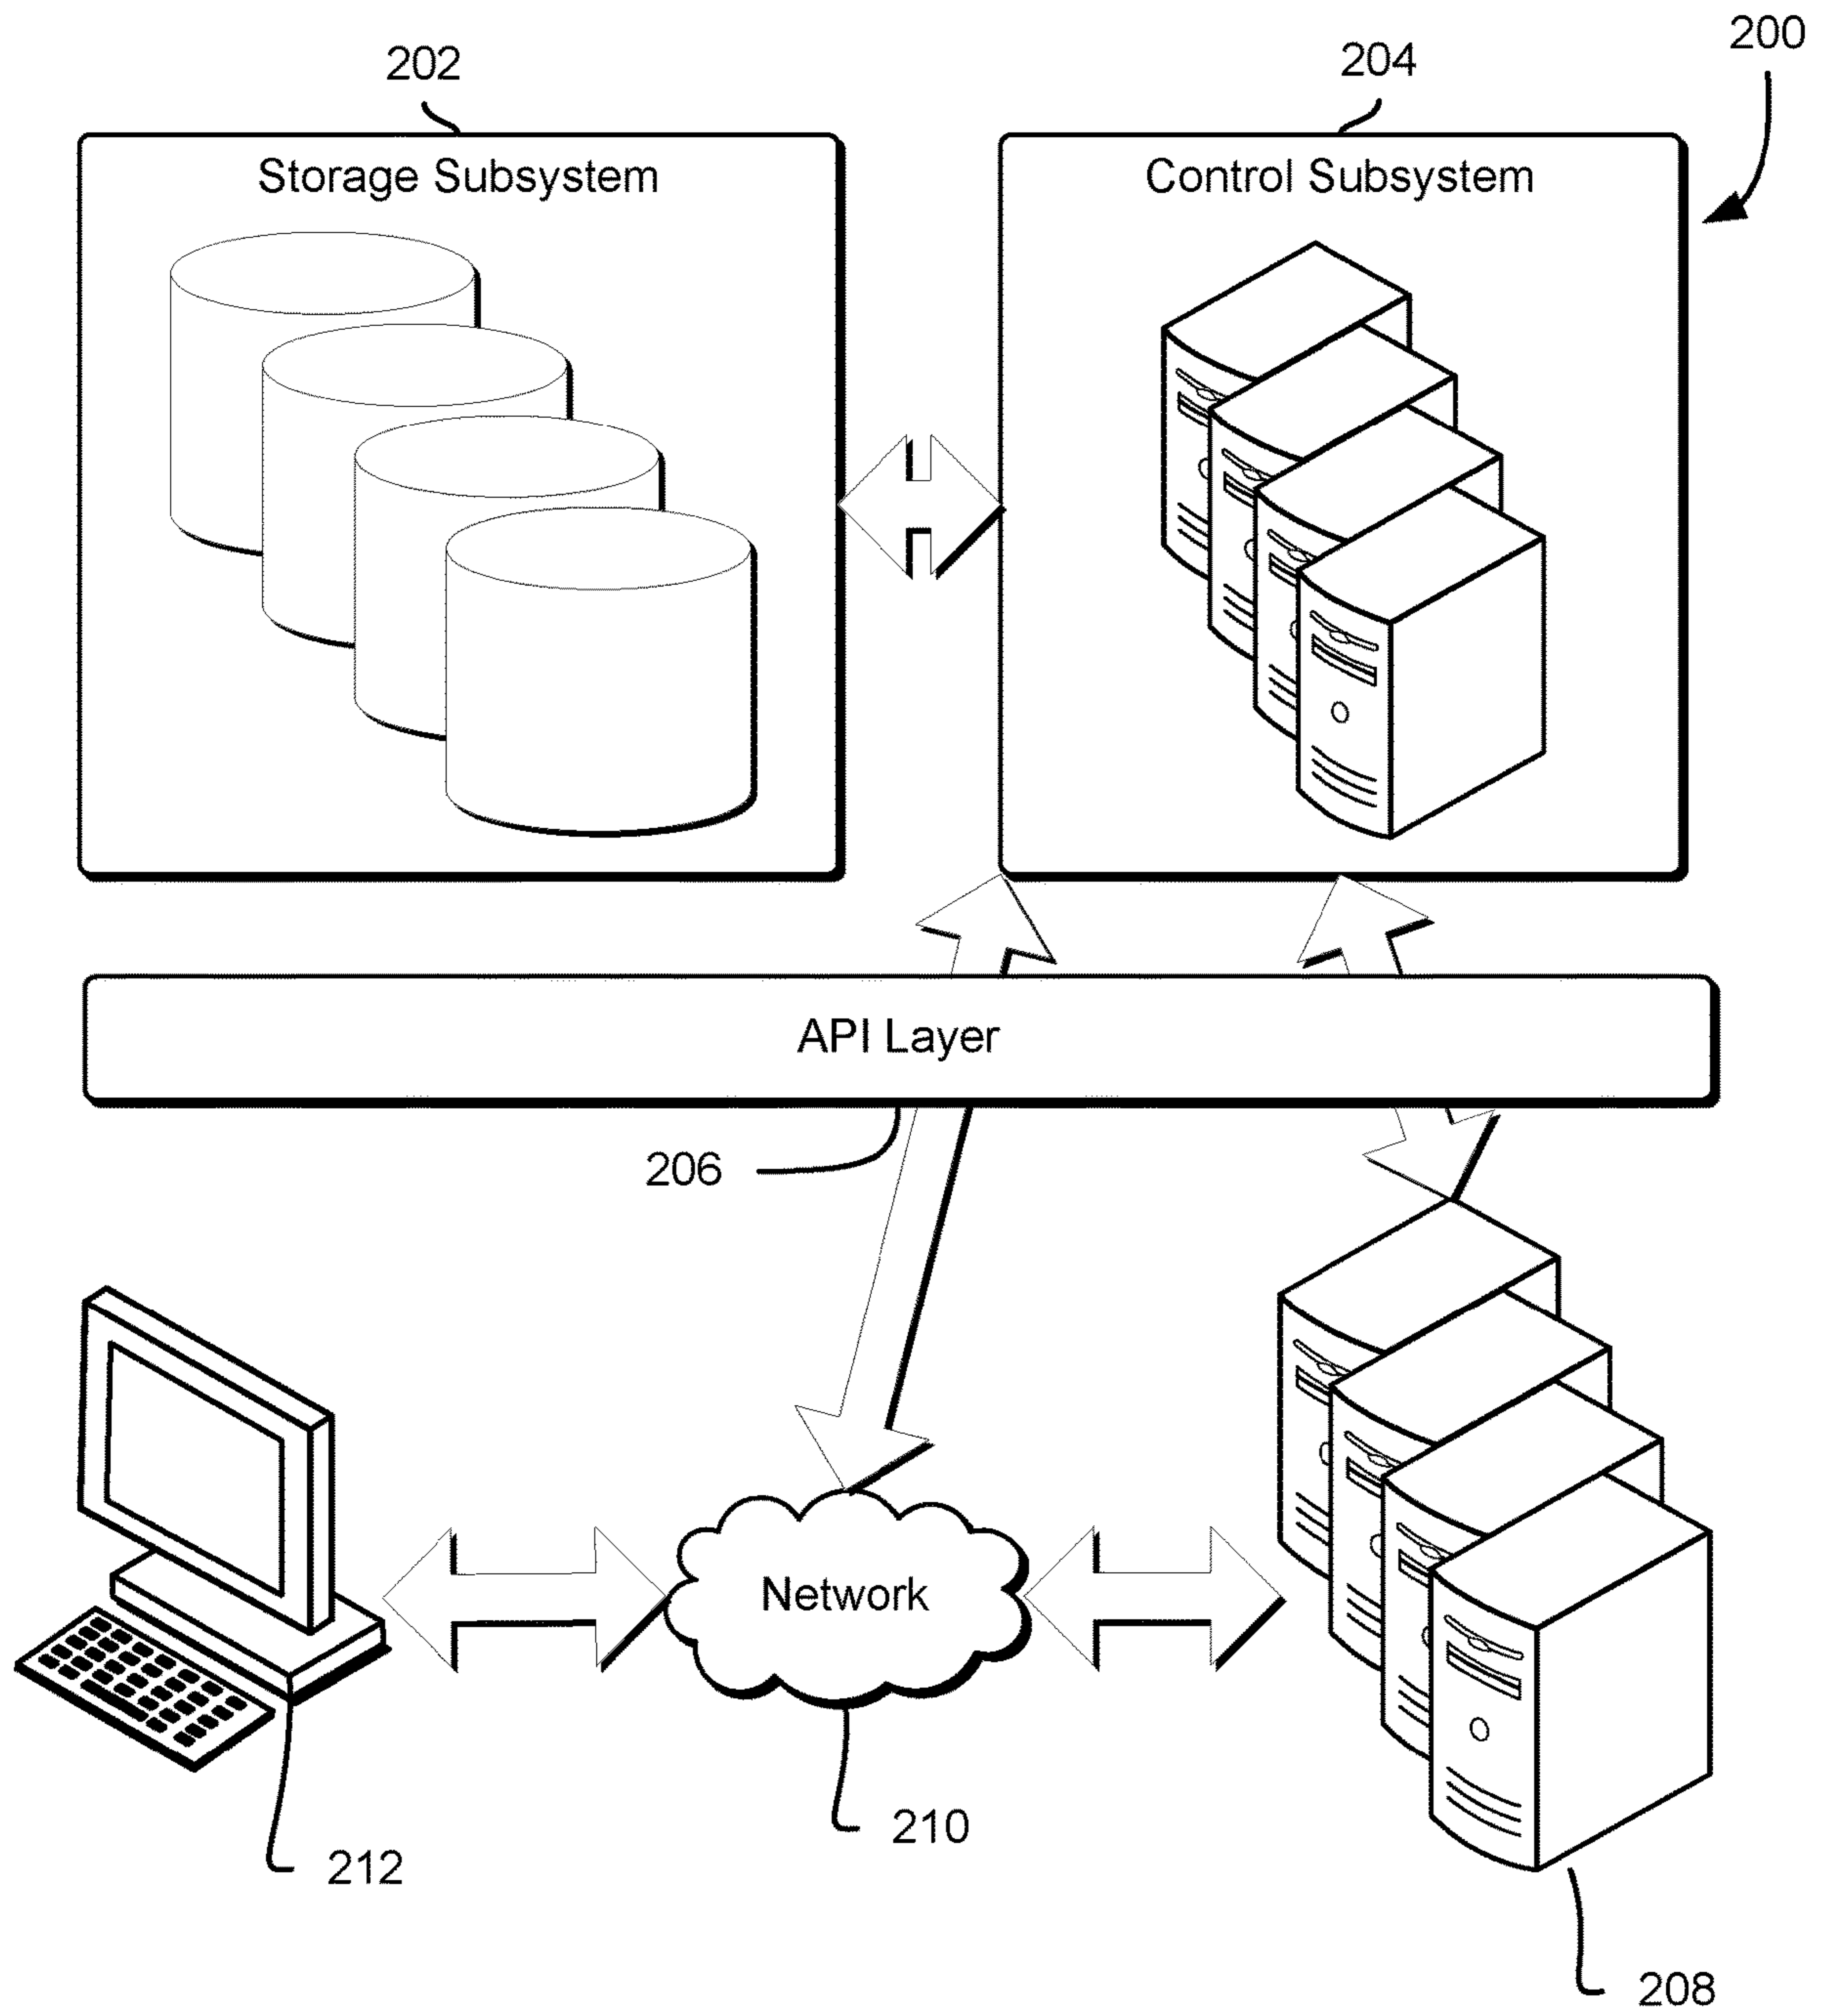 200
202
204
Storage Subsystem
Control Subsystem
API Layer
206
Network
210
212
208